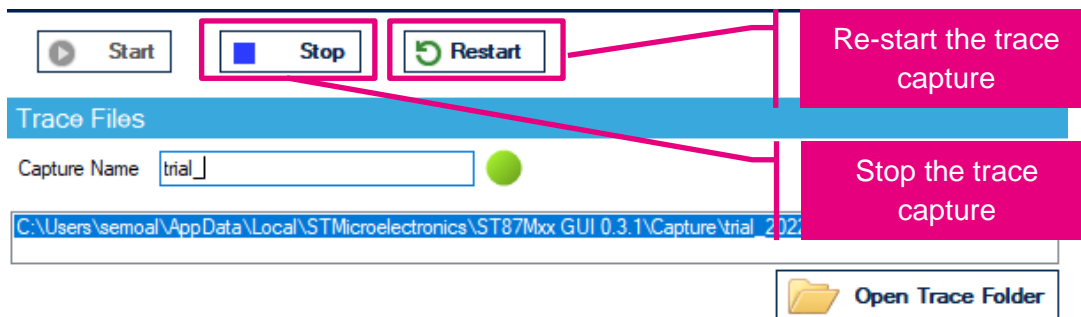 Start
Stop
Restart
Re-start the trace
capture
Trace Files
Capture Name trial_
Stop the trace
capture
C:\Users\semoal\AppData\Local\STMicroelectronics\ST87Mxx GUI 0.3.1\Capture\trial_2022
Open Trace Folder